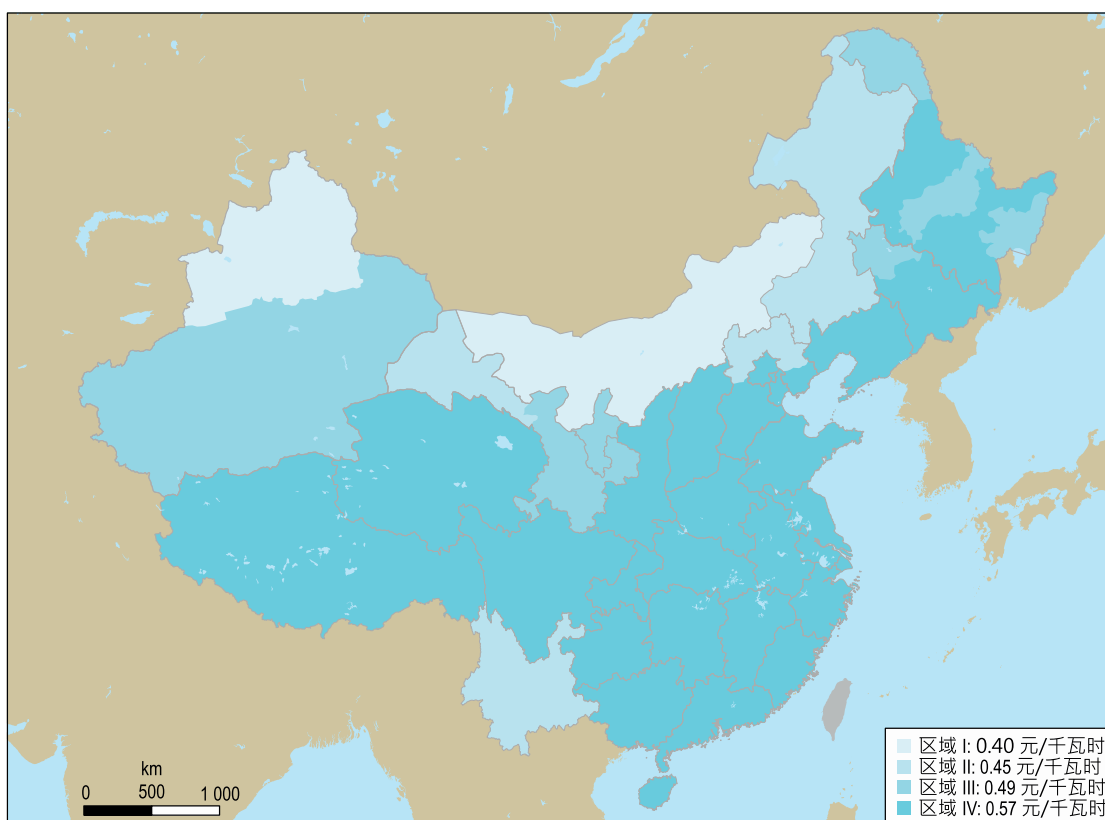 km
0 500 1 000
区域 I: 0.40 元/千瓦时
区域 II: 0.45 元/千瓦时
区域 III: 0.49 元/千瓦时
区域 IV: 0.57 元/千瓦时